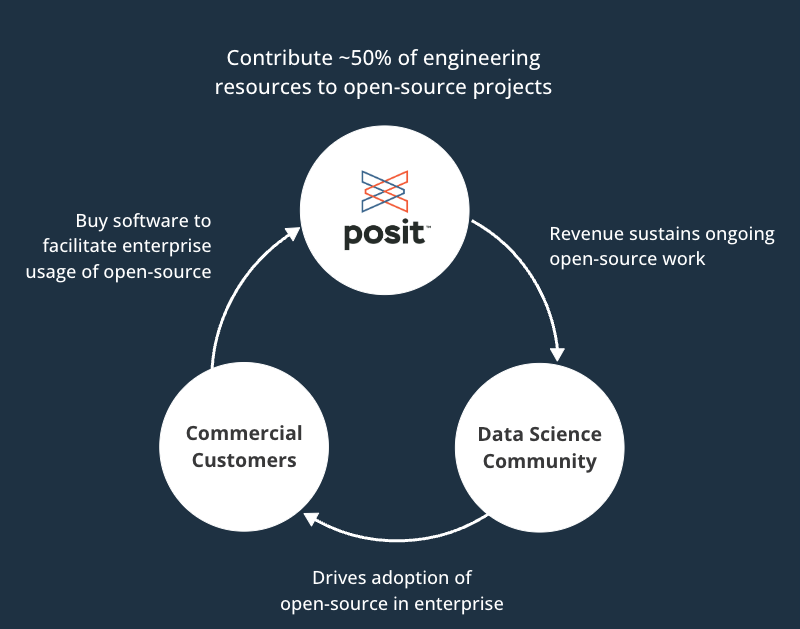 Contribute ~50% of engineering
resources to open-source projects
posit™
Buy software to
facilitate enterprise
usage of open-source
Revenue sustains ongoing
open-source work
Commercial
Customers
Data Science
Community
Drives adoption of
open-source in enterprise